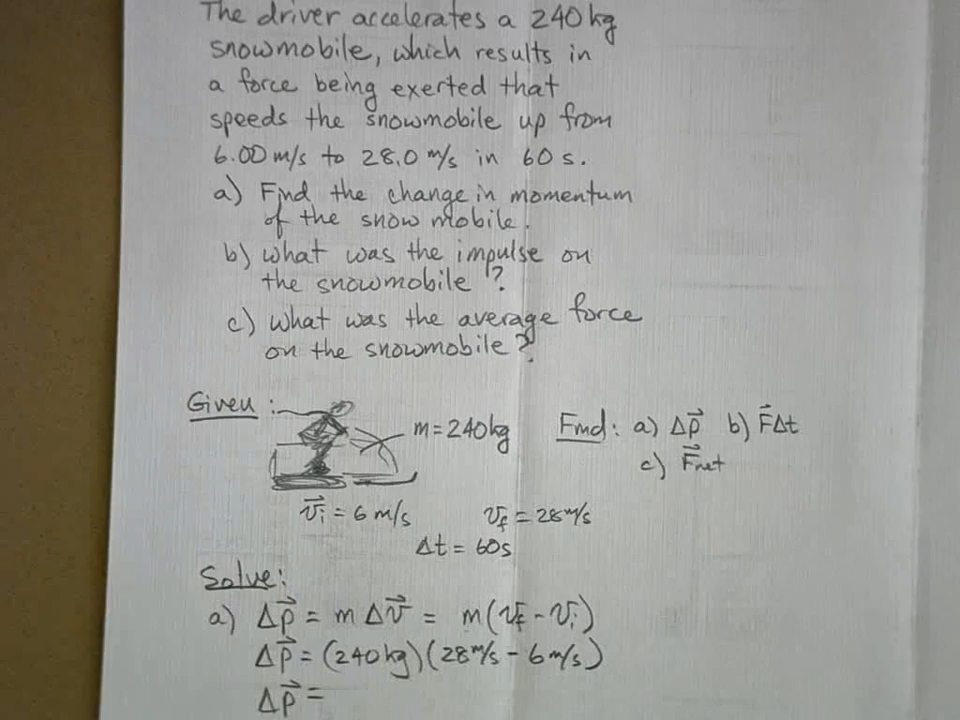 The driver accelerates a 240 kg
snowmobile, which results in
a force being exerted that
speeds the snowmobile up from
6.00 m/s to 28.0 m/s in 60 s.
a) Find the change in momentum
of the snow mobile.
b) what was the impulse on
the snowmobile ?
c) what was the average force
on the snowmobile ?
Given :
m = 240 kg
Find : a) Δp⃗ b) F⃗Δt
c) F⃗net
v⃗i = 6 m/s vf = 28 m/s
Δt = 60s
Solve :
a) Δp⃗ = m Δv⃗ = m(vf - vi)
Δp⃗ = (240 kg)(28 m/s - 6 m/s)
Δp⃗ =